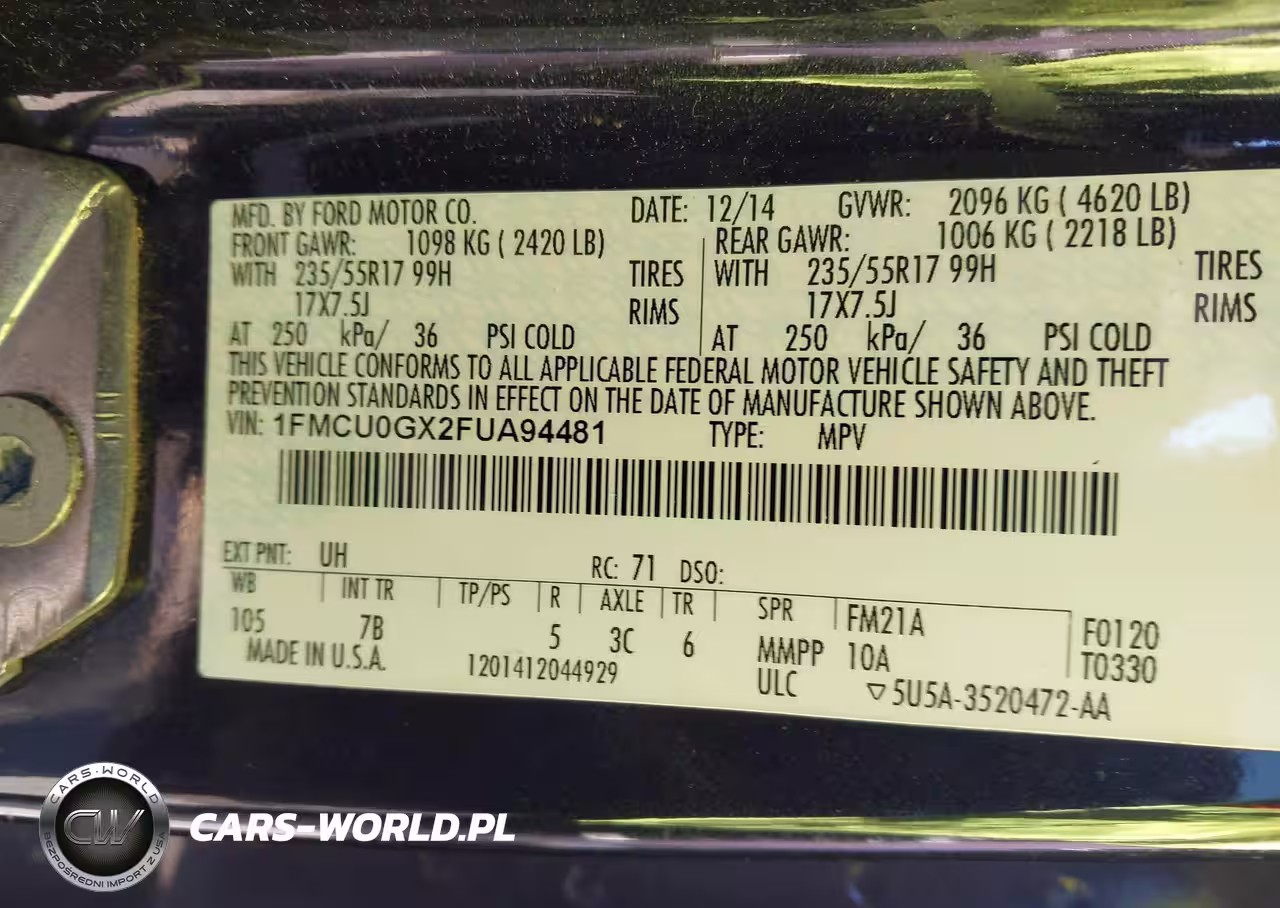 MFD. BY FORD MOTOR CO. DATE: 12/14 GVWR: 2096 KG ( 4620 LB)
FRONT GAWR: 1098 KG ( 2420 LB) REAR GAWR: 1006 KG ( 2218 LB)
WITH 235/55R17 99H TIRES WITH 235/55R17 99H TIRES
17X7.5J RIMS 17X7.5J RIMS
AT 250 kPa/ 36 PSI COLD AT 250 kPa/ 36 PSI COLD
THIS VEHICLE CONFORMS TO ALL APPLICABLE FEDERAL MOTOR VEHICLE SAFETY AND THEFT
PREVENTION STANDARDS IN EFFECT ON THE DATE OF MANUFACTURE SHOWN ABOVE.
VIN: 1FMCU0GX2FUA94481 TYPE: MPV
EXT PNT: UH RC: 71 DSO:
WB INT TR TP/PS R AXLE TR SPR FM21A F0120
105 7B 5 3C 6 MMPP 10A T0330
MADE IN U.S.A. 1201412044929 ULC ▽5U5A-3520472-AA
CARS-WORLD
CW
BEZPOŚREDNI IMPORT Z USA
CARS-WORLD.PL